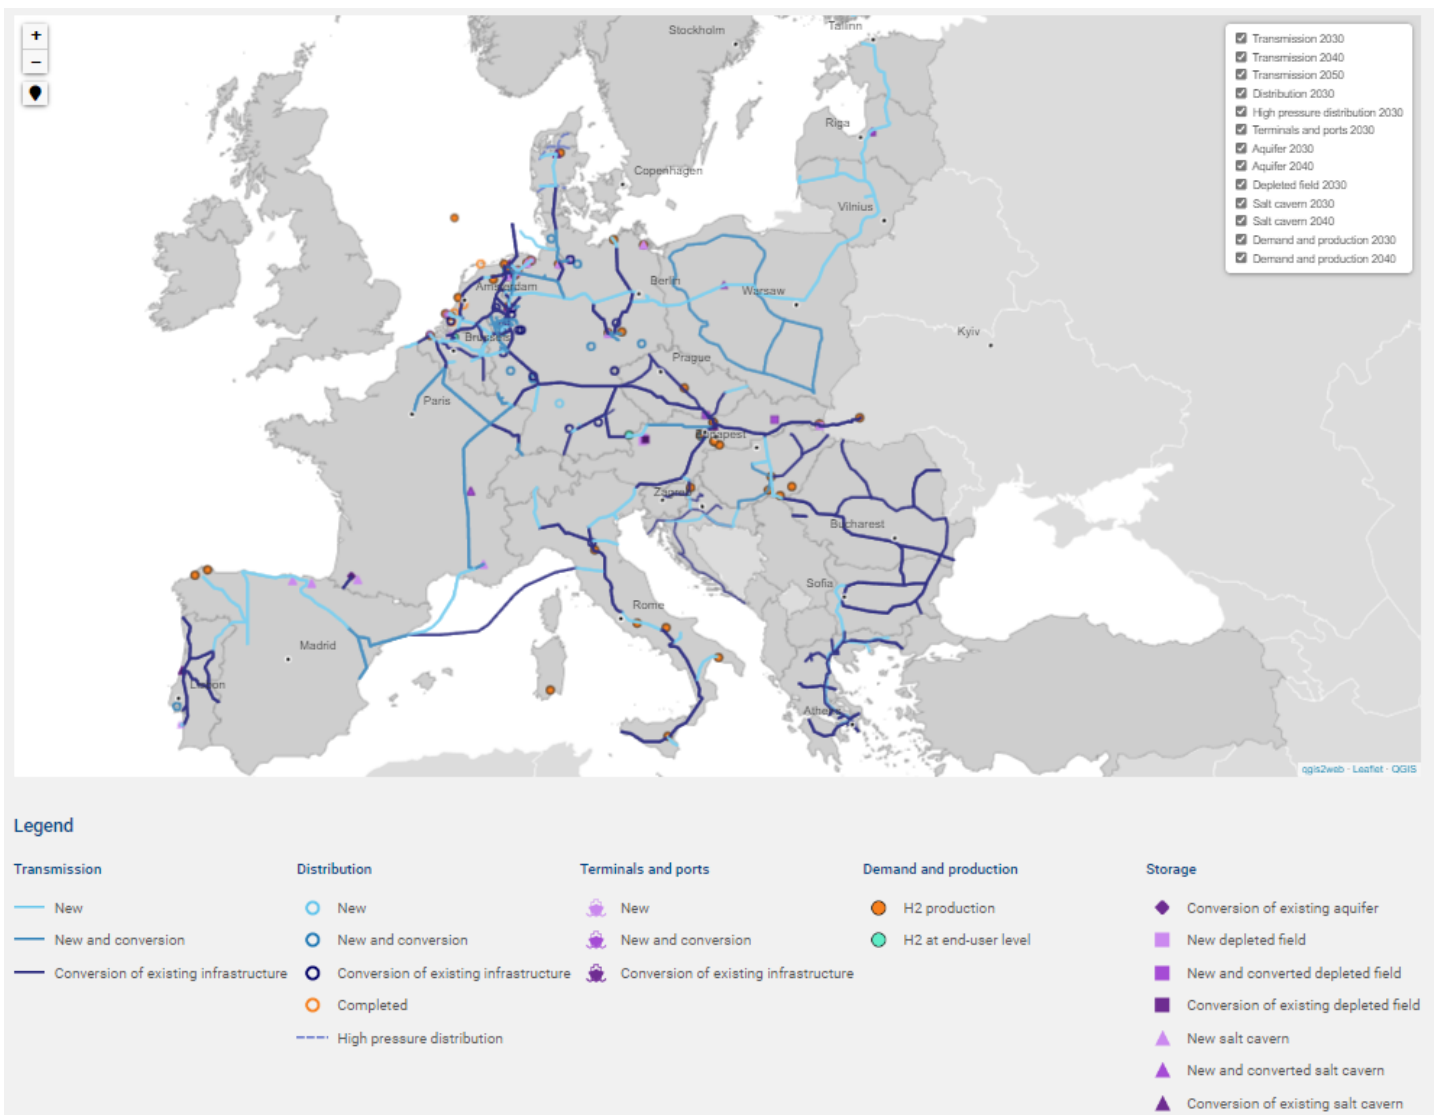 +
−
Stockholm
Tallinn
Transmission 2030
Transmission 2040
Transmission 2050
Distribution 2030
High pressure distribution 2030
Terminals and ports 2030
Aquifer 2030
Aquifer 2040
Depleted field 2030
Salt cavern 2030
Salt cavern 2040
Demand and production 2030
Demand and production 2040
Riga
Copenhagen
Vilnius
Amsterdam
Berlin
Warsaw
Brussels
Kyiv
Prague
Paris
Budapest
Zagreb
Bucharest
Sofia
Rome
Madrid
Lisbon
Athens
qgis2web · Leaflet · QGIS
Legend
Transmission
New
New and conversion
Conversion of existing infrastructure
Distribution
New
New and conversion
Conversion of existing infrastructure
Completed
High pressure distribution
Terminals and ports
New
New and conversion
Conversion of existing infrastructure
Demand and production
H2 production
H2 at end-user level
Storage
Conversion of existing aquifer
New depleted field
New and converted depleted field
Conversion of existing depleted field
New salt cavern
New and converted salt cavern
Conversion of existing salt cavern